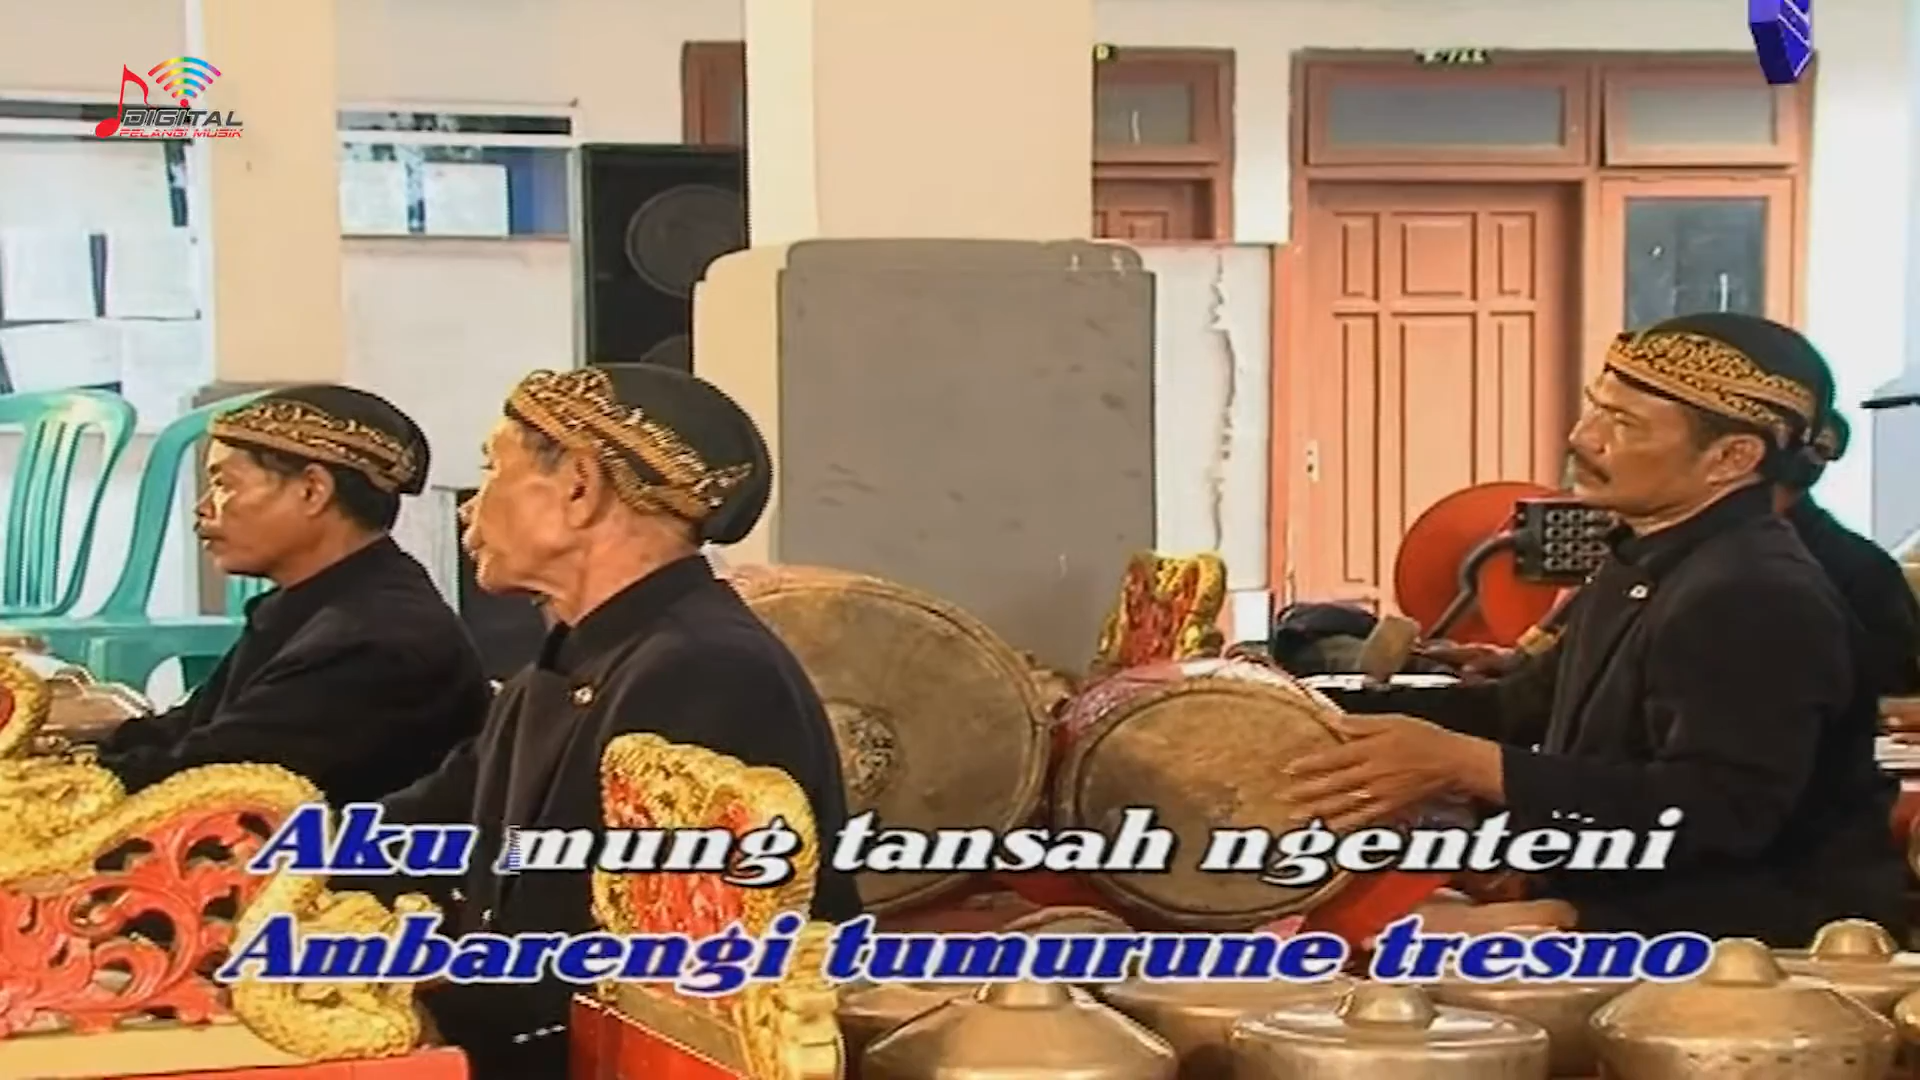 DIGITAL
PELANGI MUSIK
Aku mung tansah ngenteni
Ambarengi tumurune tresno